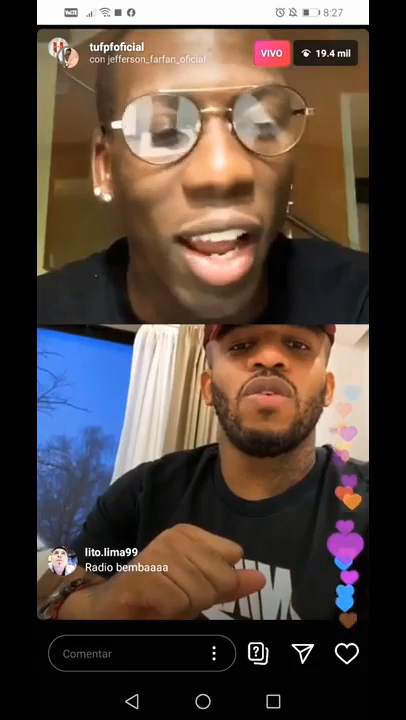 8:27
tufpfoficial
con jefferson_farfan_oficial
VIVO
19.4 mil
lito.lima99
Radio bembaaaa
Comentar